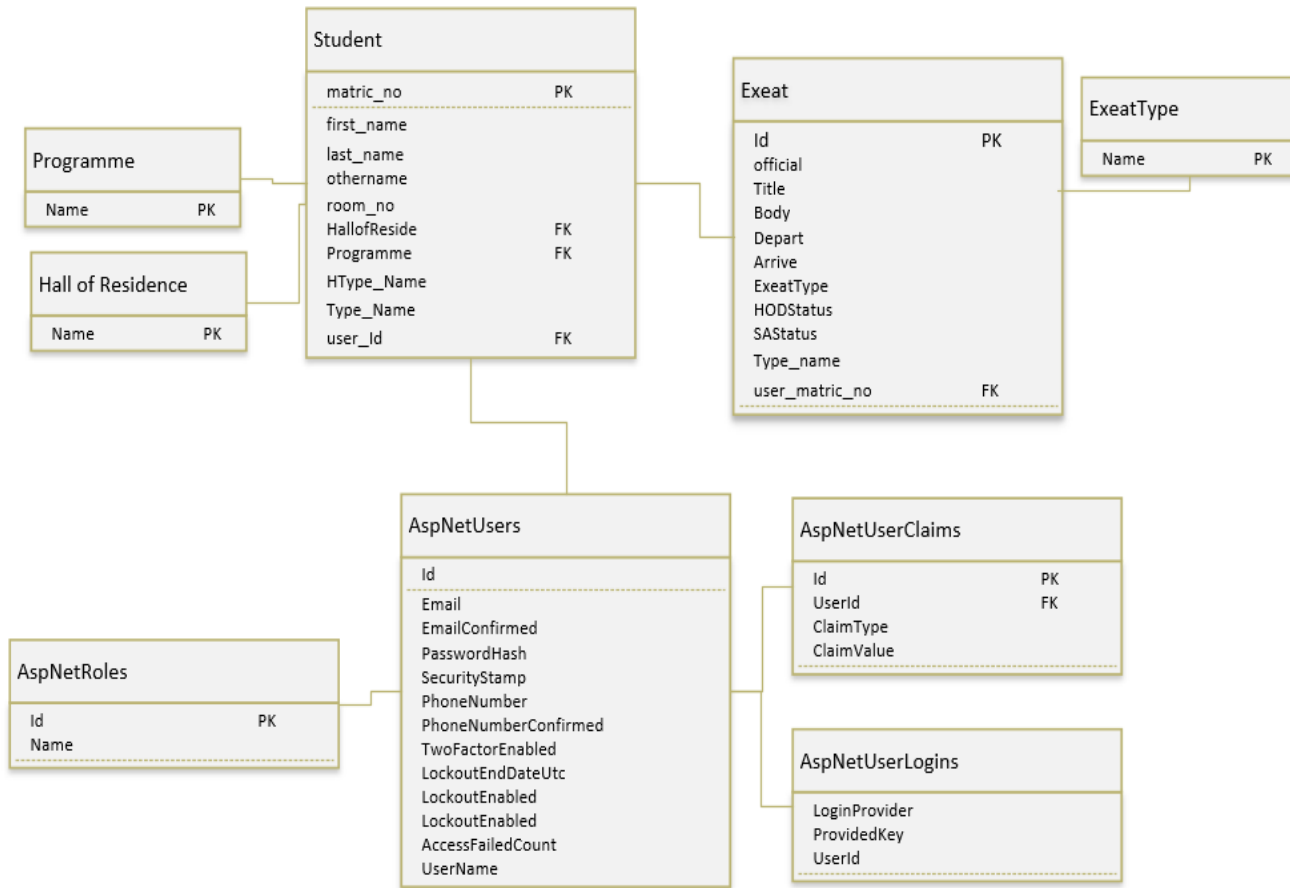 Student
matric_no PK
first_name
last_name
othername
room_no
HallofReside FK
Programme FK
HType_Name
Type_Name
user_Id FK
Exeat
Id PK
official
Title
Body
Depart
Arrive
ExeatType
HODStatus
SAStatus
Type_name
user_matric_no FK
ExeatType
Name PK
Programme
Name PK
Hall of Residence
Name PK
AspNetUsers
Id
Email
EmailConfirmed
PasswordHash
SecurityStamp
PhoneNumber
PhoneNumberConfirmed
TwoFactorEnabled
LockoutEndDateUtc
LockoutEnabled
LockoutEnabled
AccessFailedCount
UserName
AspNetUserClaims
Id PK
UserId FK
ClaimType
ClaimValue
AspNetRoles
Id PK
Name
AspNetUserLogins
LoginProvider
ProvidedKey
UserId